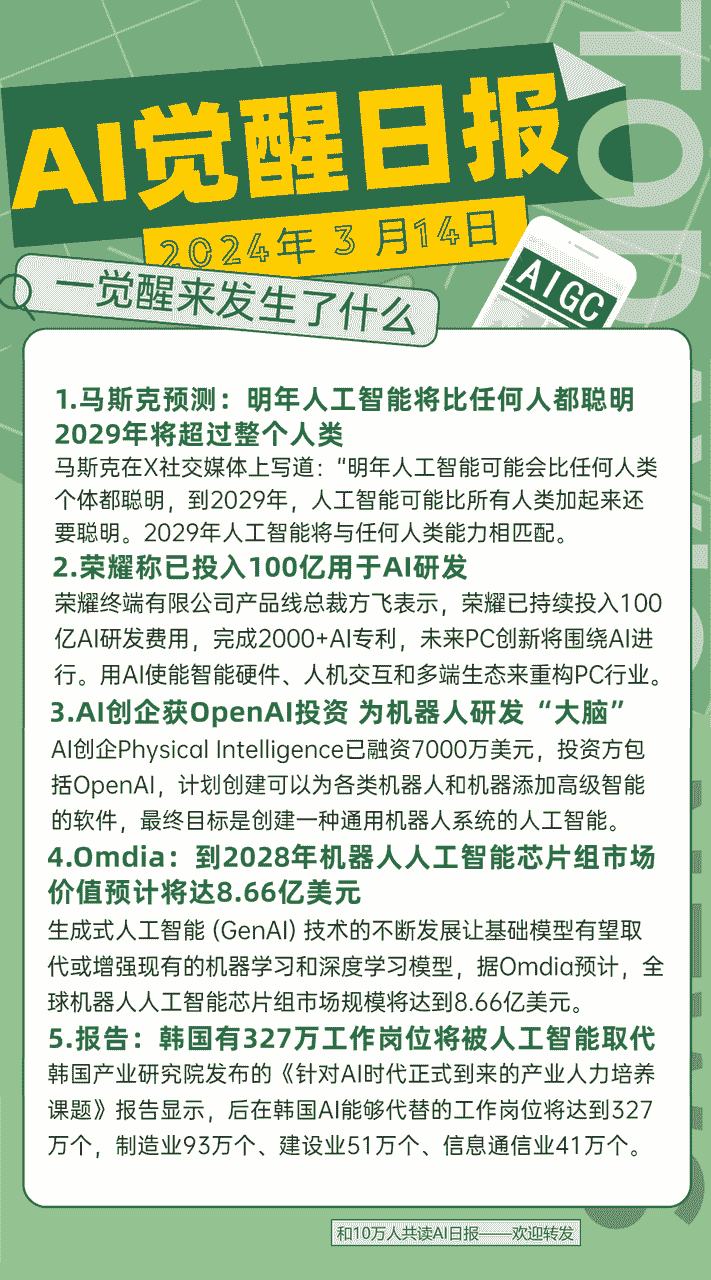 AI觉醒日报
2024年 3 月14日
一觉醒来发生了什么
AIGC
1.马斯克预测：明年人工智能将比任何人都聪明
2029年将超过整个人类
马斯克在X社交媒体上写道：“明年人工智能可能会比任何人类
个体都聪明，到2029年，人工智能可能比所有人类加起来还
要聪明。2029年人工智能将与任何人类能力相匹配。
2.荣耀称已投入100亿用于AI研发
荣耀终端有限公司产品线总裁方飞表示，荣耀已持续投入100
亿AI研发费用，完成2000+AI专利，未来PC创新将围绕AI进
行。用AI使能智能硬件、人机交互和多端生态来重构PC行业。
3.AI创企获OpenAI投资 为机器人研发“大脑”
AI创企Physical Intelligence已融资7000万美元，投资方包
括OpenAI，计划创建可以为各类机器人和机器添加高级智能
的软件，最终目标是创建一种通用机器人系统的人工智能。
4.Omdia：到2028年机器人人工智能芯片组市场
价值预计将达8.66亿美元
生成式人工智能 (GenAI) 技术的不断发展让基础模型有望取
代或增强现有的机器学习和深度学习模型，据Omdia预计，全
球机器人人工智能芯片组市场规模将达到8.66亿美元。
5.报告：韩国有327万工作岗位将被人工智能取代
韩国产业研究院发布的《针对AI时代正式到来的产业人力培养
课题》报告显示，后在韩国AI能够代替的工作岗位将达到327
万个，制造业93万个、建设业51万个、信息通信业41万个。
和10万人共读AI日报——欢迎转发